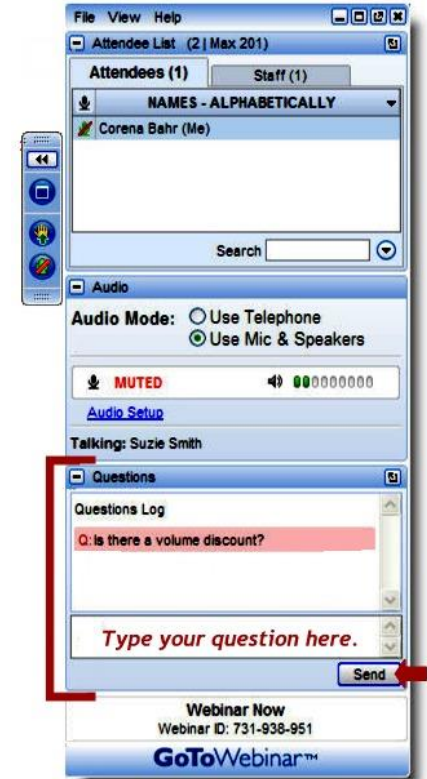 File View Help
Attendee List (2 | Max 201)
Attendees (1) Staff (1)
NAMES - ALPHABETICALLY
Corena Bahr (Me)
Search
Audio
Audio Mode: Use Telephone
Use Mic & Speakers
MUTED
Audio Setup
Talking: Suzie Smith
Questions
Questions Log
Q: Is there a volume discount?
Type your question here.
Send
Webinar Now
Webinar ID: 731-938-951
GoToWebinar™